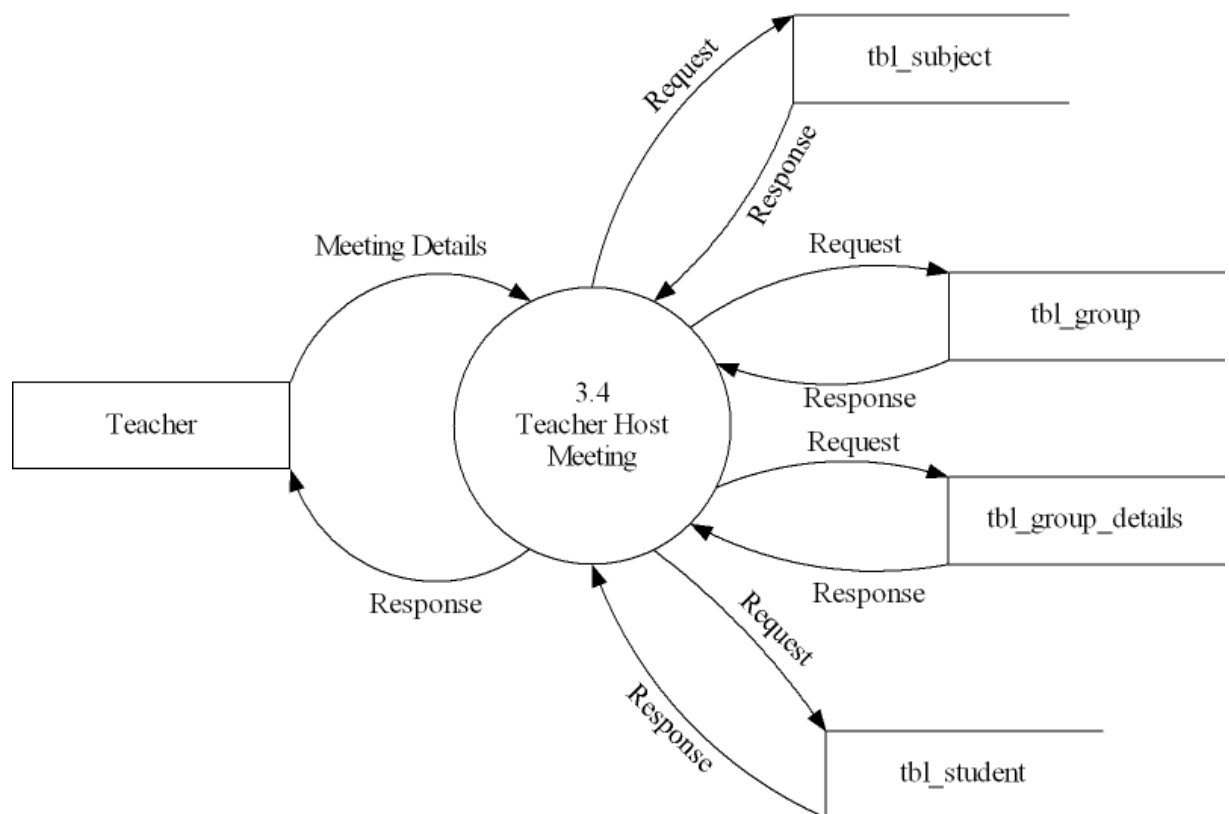 Request
tbl_subject
Response
Meeting Details
Request
tbl_group
Response
3.4
Teacher Host
Meeting
Teacher
Request
tbl_group_details
Response
Response
Request
Response
tbl_student